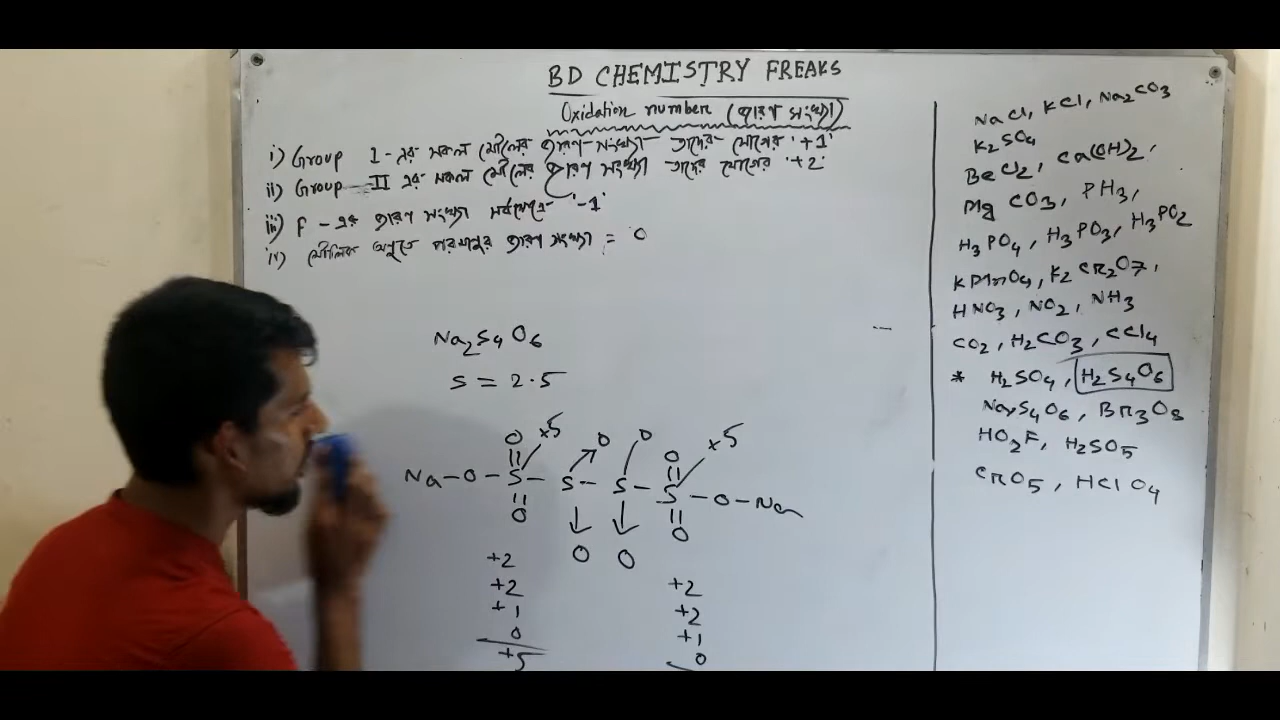 BD CHEMISTRY FREAKS
Oxidation number (জারণ সংখ্যা)
i) Group I-এর সকল মৌলের জারণ সংখ্যা তাদের যৌগের '+1'
ii) Group II এর সকল মৌলের জারণ সংখ্যা তাদের যৌগের '+2'
iii) F-এর জারণ সংখ্যা সর্বক্ষেত্রে '-1'
iv) মৌলিক অনুতে পরমানুর জারণ সংখ্যা = 0
Na2S4O6
S = 2.5
O +5 O O O +5
Na-O-S-S-S-S-O-Na
O O O O
+2 +2
+2 +2
+1 +1
0 0
+5
NaCl, KCl, Na2CO3
K2SO4
BeCl2, Ca(OH)2,
MgCO3, PH3,
H3PO4, H3PO3, H3PO2
KMnO4, K2Cr2O7,
HNO3, NO2, NH3
CO2, H2CO3, CCl4
* H2SO4, H2S4O6
Na2S4O6, Br3O8
HO2F, H2SO5
CrO5, HClO4